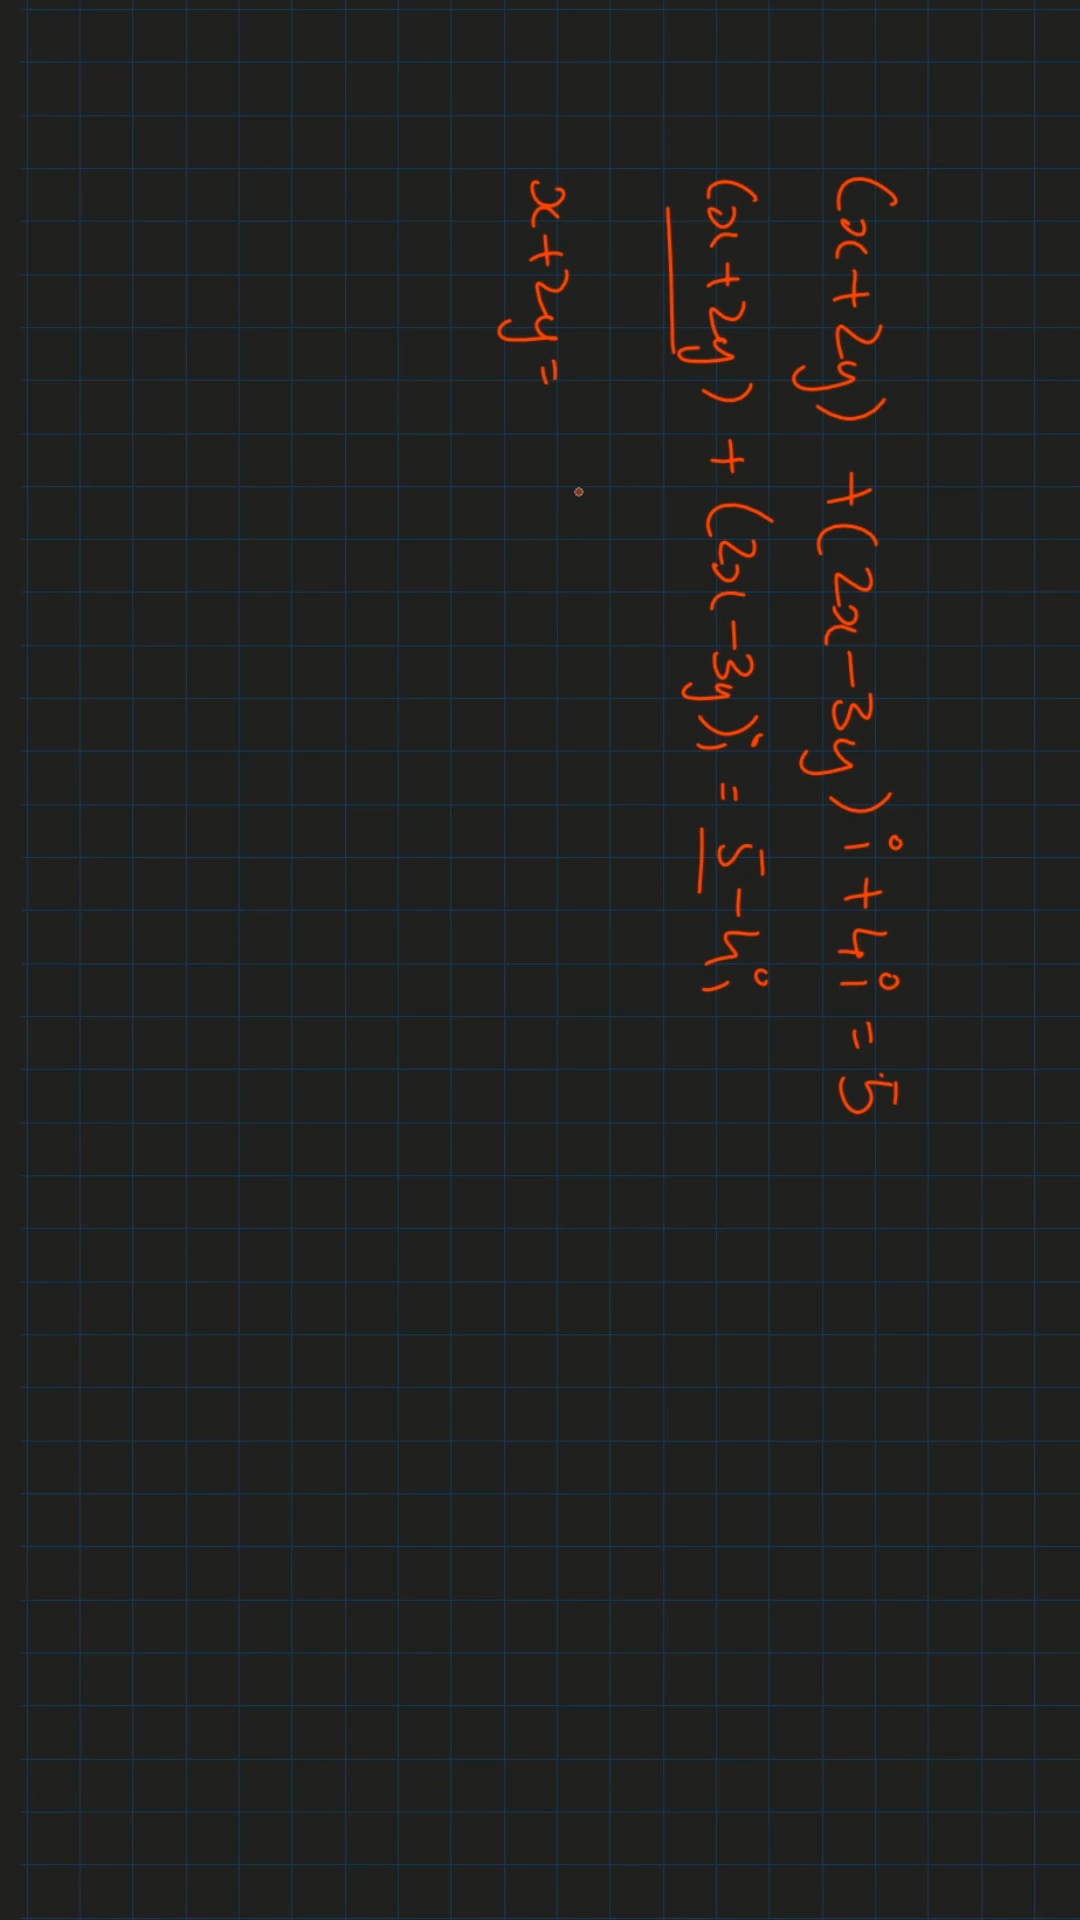 (x+2y) + (2x-3y)i + 4i = 5
(x+2y) + (2x-3y)i = 5-4i
x+2y =